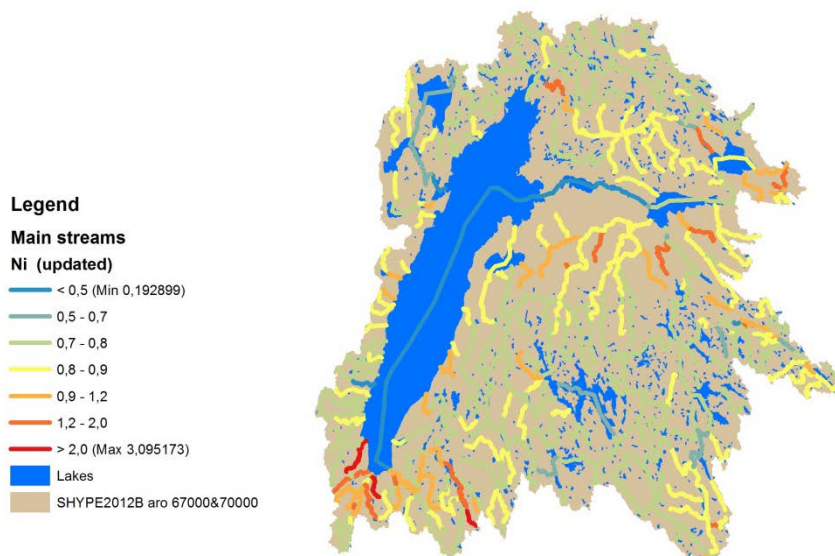 Legend
Main streams
Ni (updated)
< 0,5 (Min 0,192899)
0,5 - 0,7
0,7 - 0,8
0,8 - 0,9
0,9 - 1,2
1,2 - 2,0
> 2,0 (Max 3,095173)
Lakes
SHYPE2012B aro 67000&70000